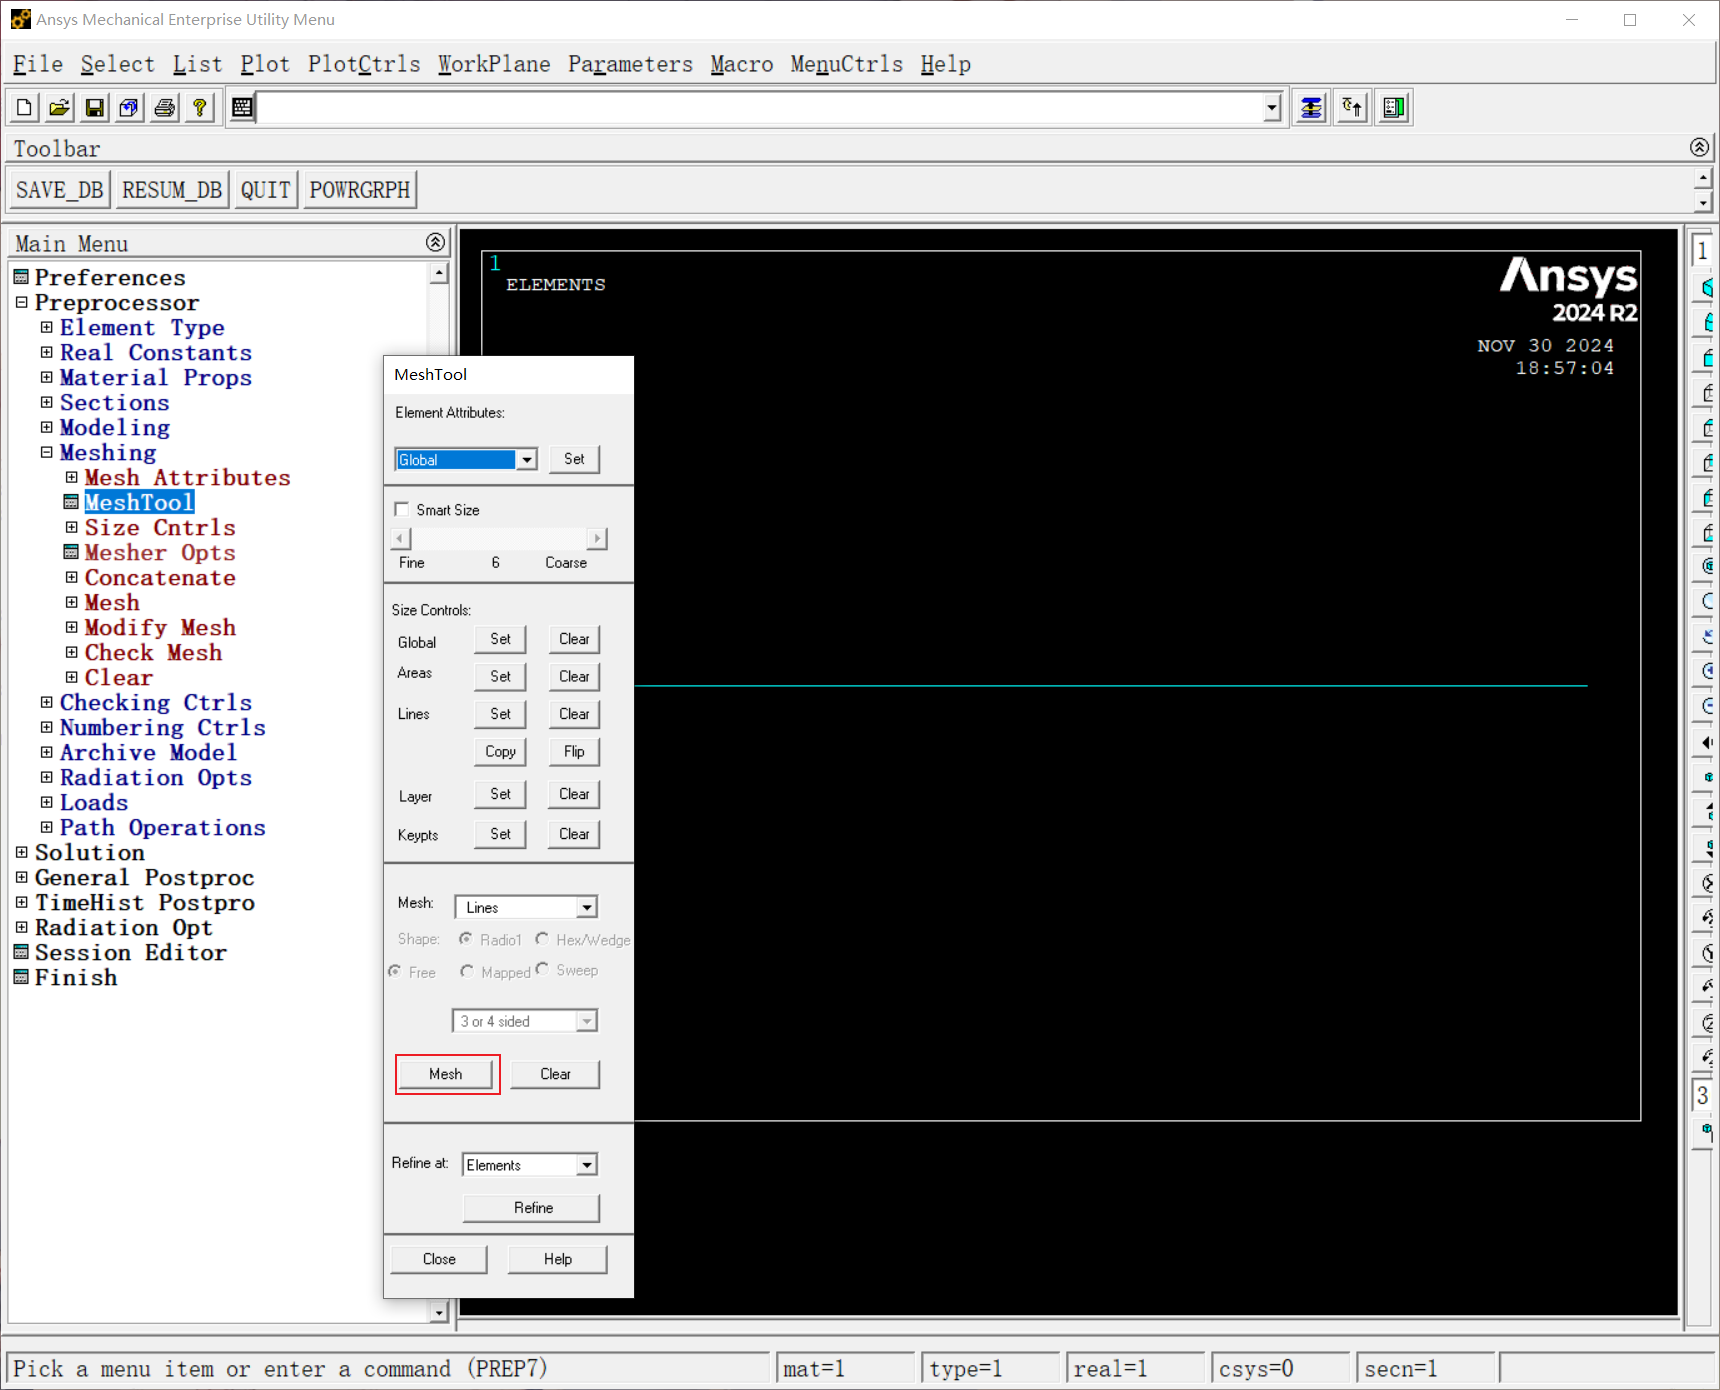 Ansys Mechanical Enterprise Utility Menu
File Select List Plot PlotCtrls WorkPlane Parameters Macro MenuCtrls Help
Toolbar
SAVE_DB RESUM_DB QUIT POWRGRPH
Main Menu
Preferences
Preprocessor
Element Type
Real Constants
Material Props
Sections
Modeling
Meshing
Mesh Attributes
MeshTool
Size Cntrls
Mesher Opts
Concatenate
Mesh
Modify Mesh
Check Mesh
Clear
Checking Ctrls
Numbering Ctrls
Archive Model
Radiation Opts
Loads
Path Operations
Solution
General Postproc
TimeHist Postpro
Radiation Opt
Session Editor
Finish
MeshTool
Element Attributes:
Global Set
Smart Size
Fine 6 Coarse
Size Controls:
Global Set Clear
Areas Set Clear
Lines Set Clear
Copy Flip
Layer Set Clear
Keypts Set Clear
Mesh: Lines
Shape: Radio1 Hex/Wedge
Free Mapped Sweep
3 or 4 sided
Mesh Clear
Refine at: Elements
Refine
Close Help
1
ELEMENTS
Ansys
2024 R2
NOV 30 2024
18:57:04
1
3
Pick a menu item or enter a command (PREP7) mat=1 type=1 real=1 csys=0 secn=1